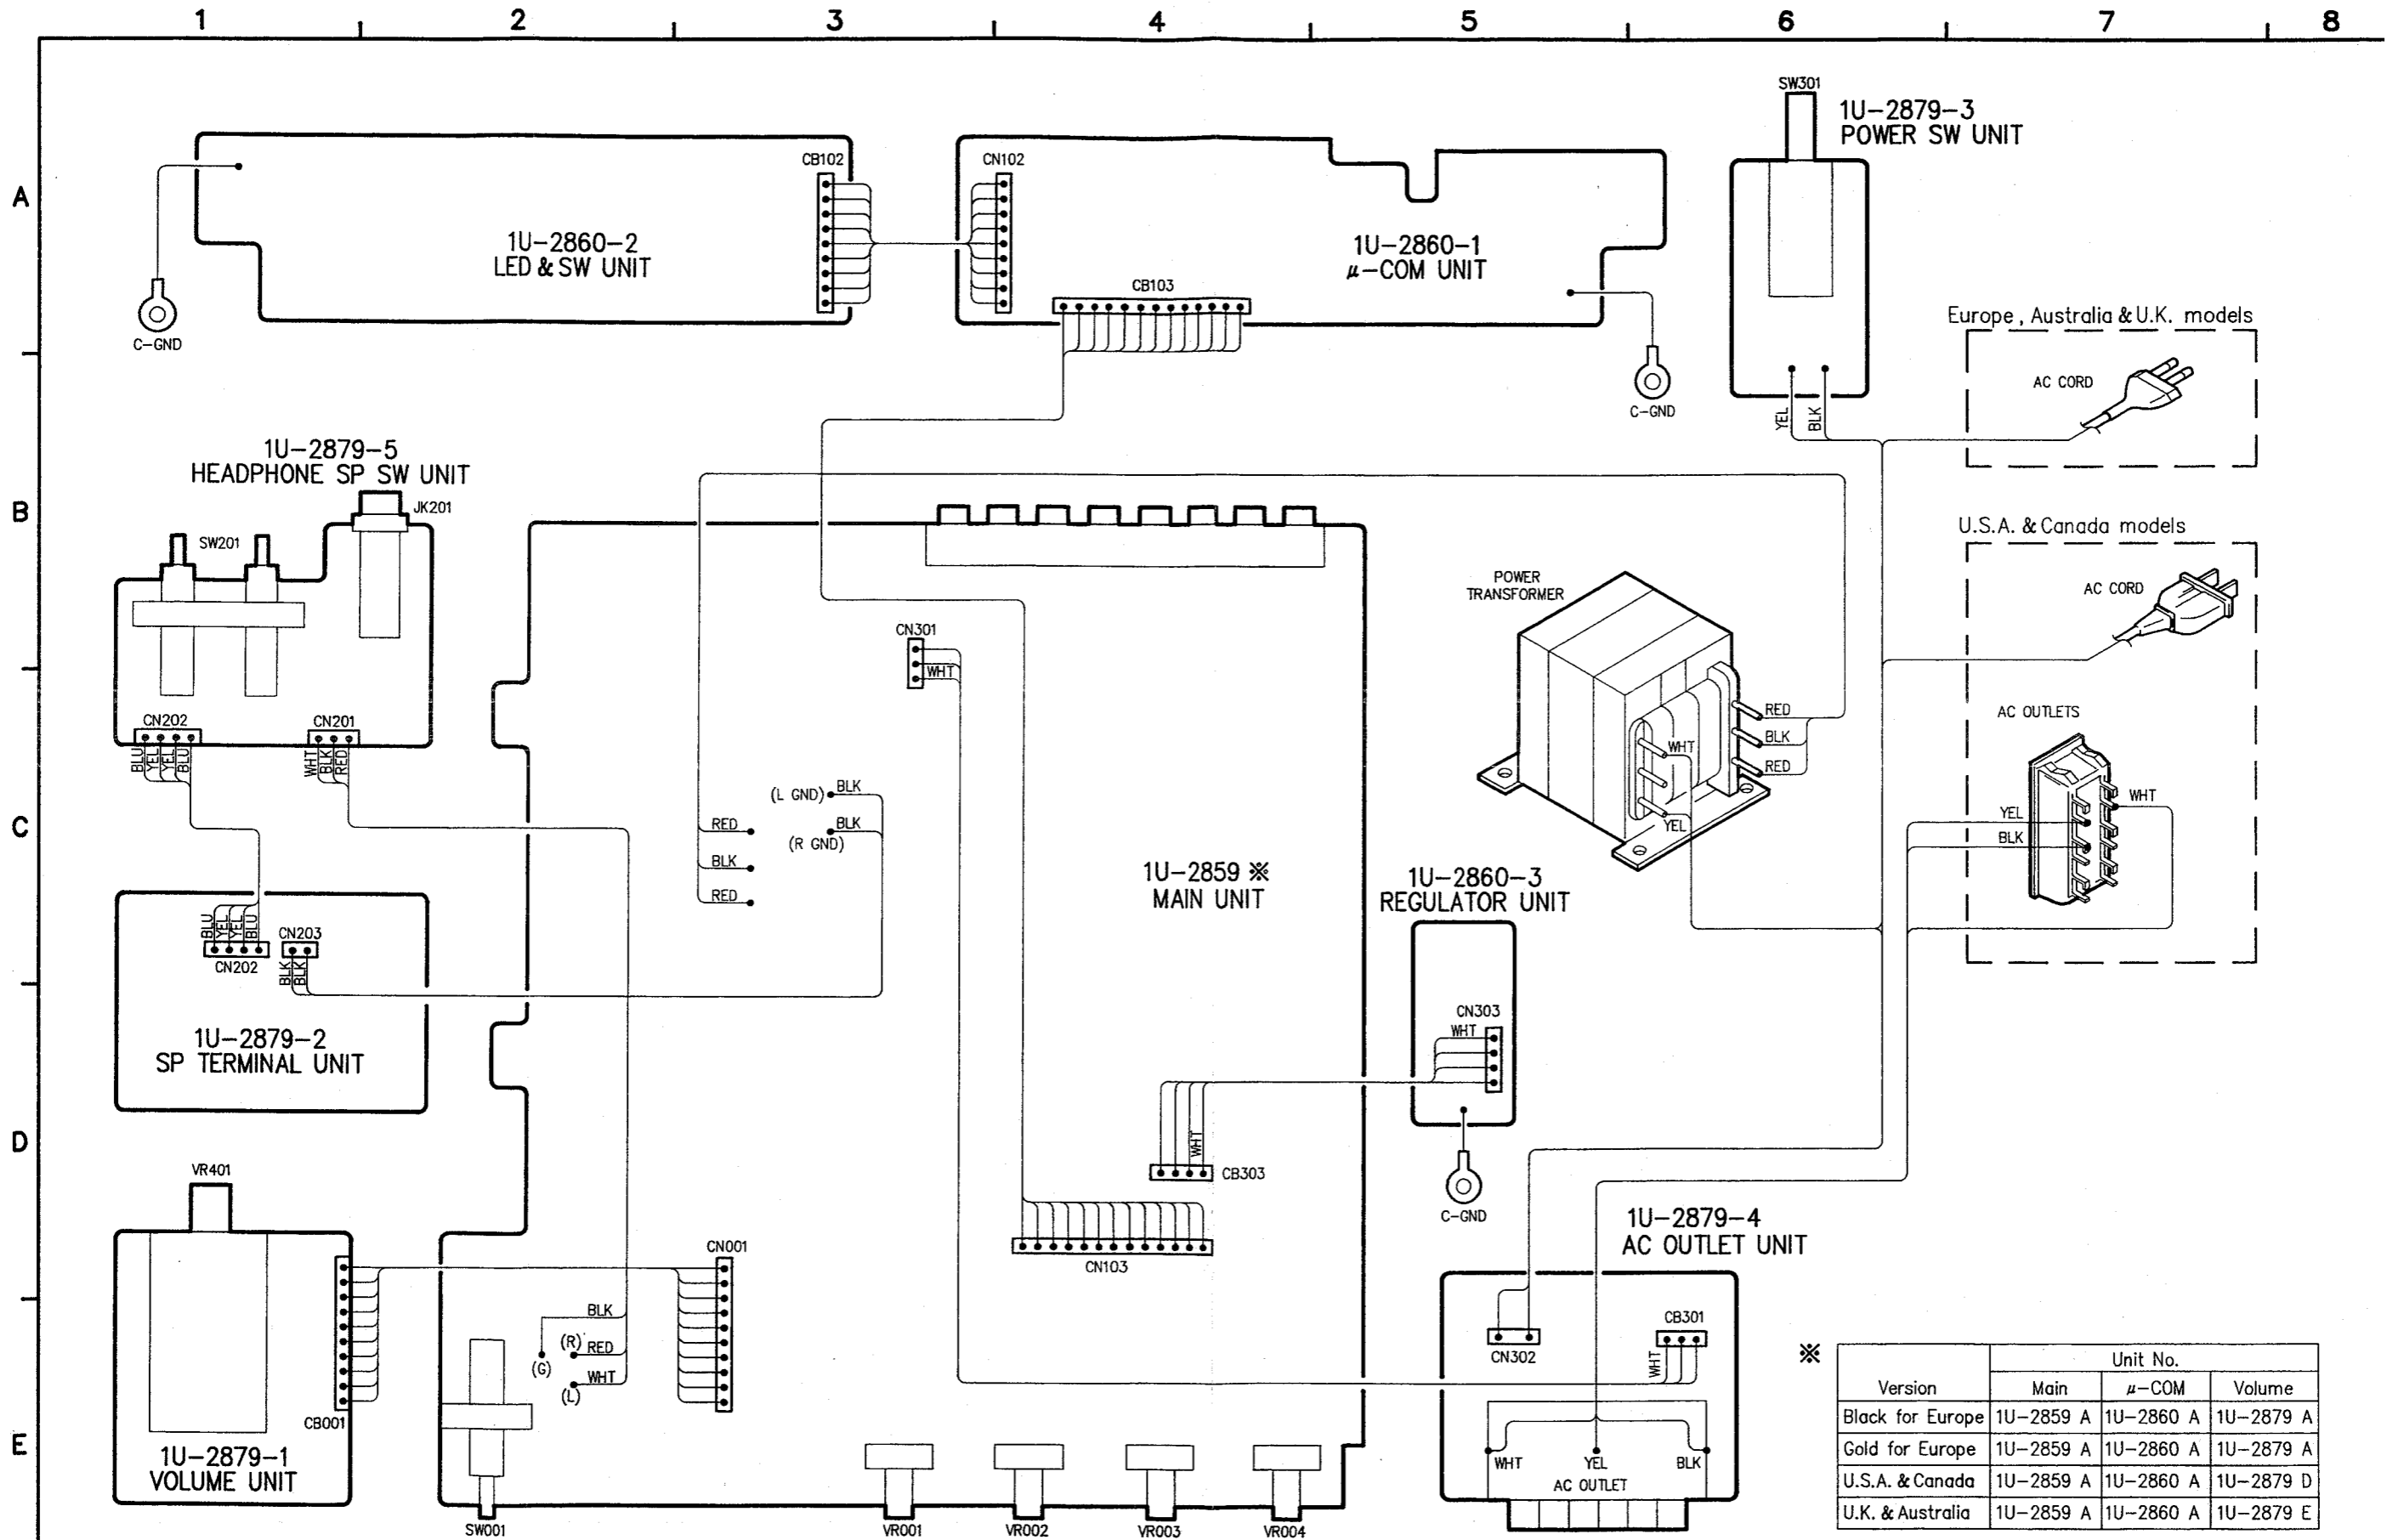 1 2 3 4 5 6 7 8
SW301
1U-2879-3
POWER SW UNIT
A
CB102
CN102
1U-2860-2
LED & SW UNIT
1U-2860-1
μ-COM UNIT
CB103
C-GND
C-GND
YEL
BLK
Europe, Australia & U.K. models
AC CORD
B
1U-2879-5
HEADPHONE SP SW UNIT
JK201
SW201
CN202
CN201
BLU
YEL
YEL
BLU
WHT
BLK
RED
CN301
WHT
POWER
TRANSFORMER
RED
BLK
RED
WHT
YEL
U.S.A. & Canada models
AC CORD
AC OUTLETS
WHT
YEL
BLK
C
(L GND) BLK
BLK
(R GND)
RED
BLK
RED
1U-2859 ※
MAIN UNIT
1U-2860-3
REGULATOR UNIT
BLU
YEL
YEL
BLU
CN203
CN202
BLK
BLK
1U-2879-2
SP TERMINAL UNIT
CN303
WHT
D
WHT
CB303
C-GND
VR401
CN001
CN103
1U-2879-4
AC OUTLET UNIT
CB301
CN302
WHT
BLK
(R) RED
(G)
WHT
(L)
CB001
E
1U-2879-1
VOLUME UNIT
WHT YEL BLK
AC OUTLET
SW001
VR001
VR002
VR003
VR004
※
Unit No.
Version Main μ-COM Volume
Black for Europe 1U-2859 A 1U-2860 A 1U-2879 A
Gold for Europe 1U-2859 A 1U-2860 A 1U-2879 A
U.S.A. & Canada 1U-2859 A 1U-2860 A 1U-2879 D
U.K. & Australia 1U-2859 A 1U-2860 A 1U-2879 E